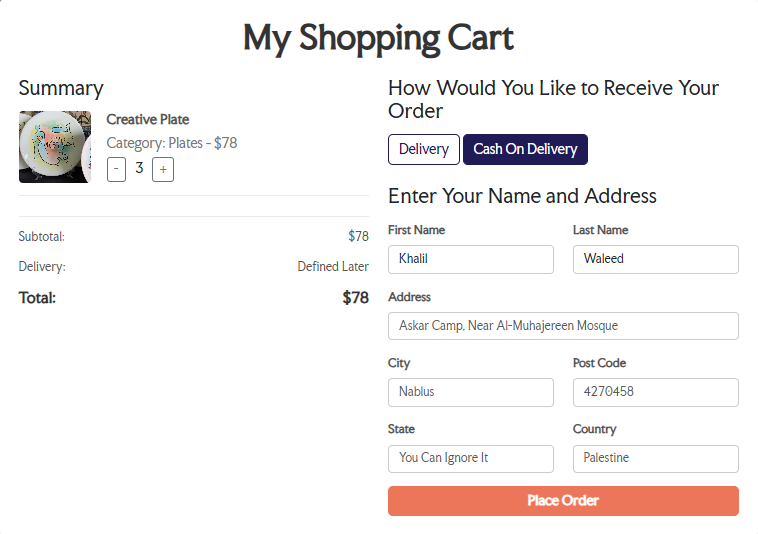 My Shopping Cart
Summary
Creative Plate
Category: Plates - $78
- 3 +
Subtotal: $78
Delivery: Defined Later
Total: $78
How Would You Like to Receive Your
Order
Delivery Cash On Delivery
Enter Your Name and Address
First Name Last Name
Khalil Waleed
Address
Askar Camp, Near Al-Muhajereen Mosque
City Post Code
Nablus 4270458
State Country
You Can Ignore It Palestine
Place Order